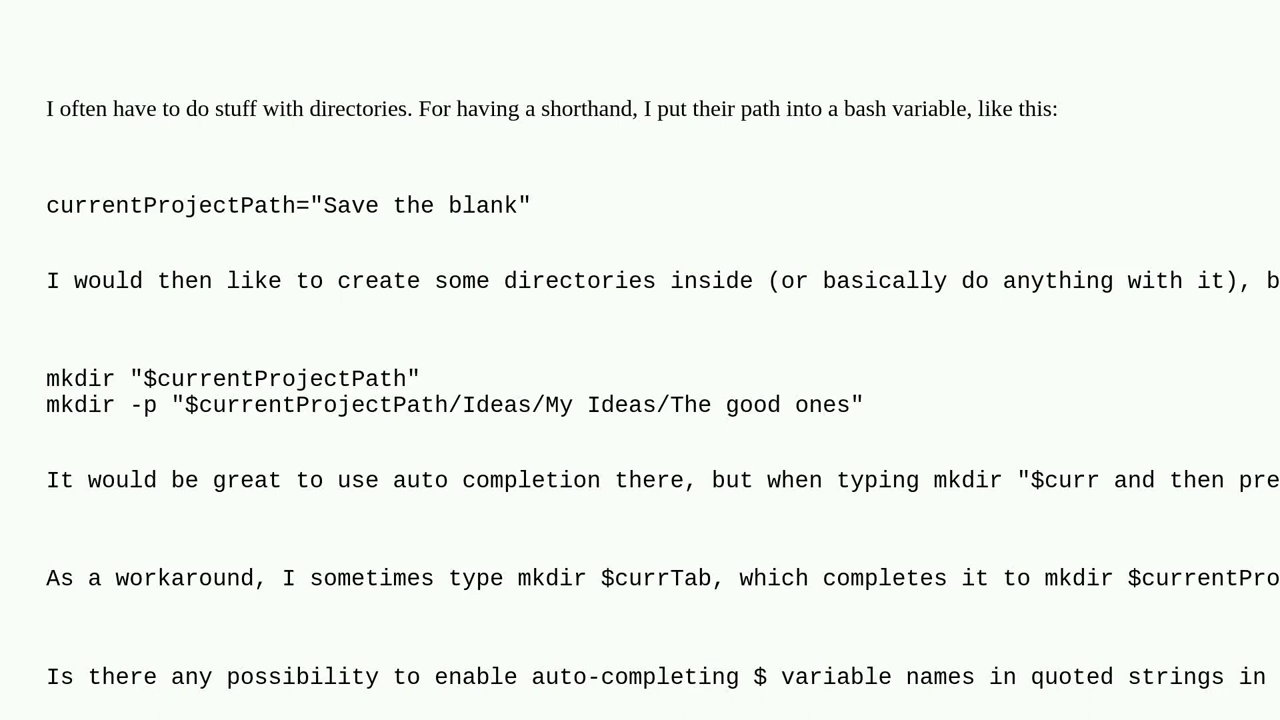 I often have to do stuff with directories. For having a shorthand, I put their path into a bash variable, like this:
currentProjectPath="Save the blank"
I would then like to create some directories inside (or basically do anything with it), b
mkdir "$currentProjectPath"
mkdir -p "$currentProjectPath/Ideas/My Ideas/The good ones"
It would be great to use auto completion there, but when typing mkdir "$curr and then pre
As a workaround, I sometimes type mkdir $currTab, which completes it to mkdir $currentPro
Is there any possibility to enable auto-completing $ variable names in quoted strings in